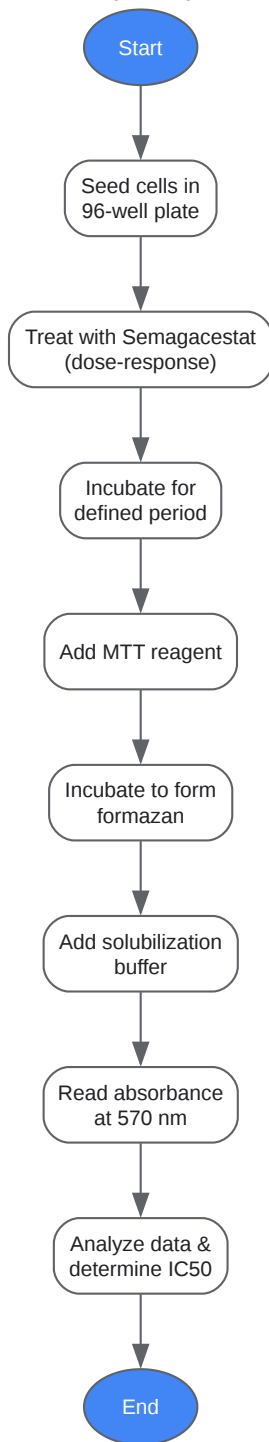 Start
Seed cells in
96-well plate
Treat with Semagacestat
(dose-response)
Incubate for
defined period
Add MTT reagent
Incubate to form
formazan
Add solubilization
buffer
Read absorbance
at 570 nm
Analyze data &
determine IC50
End